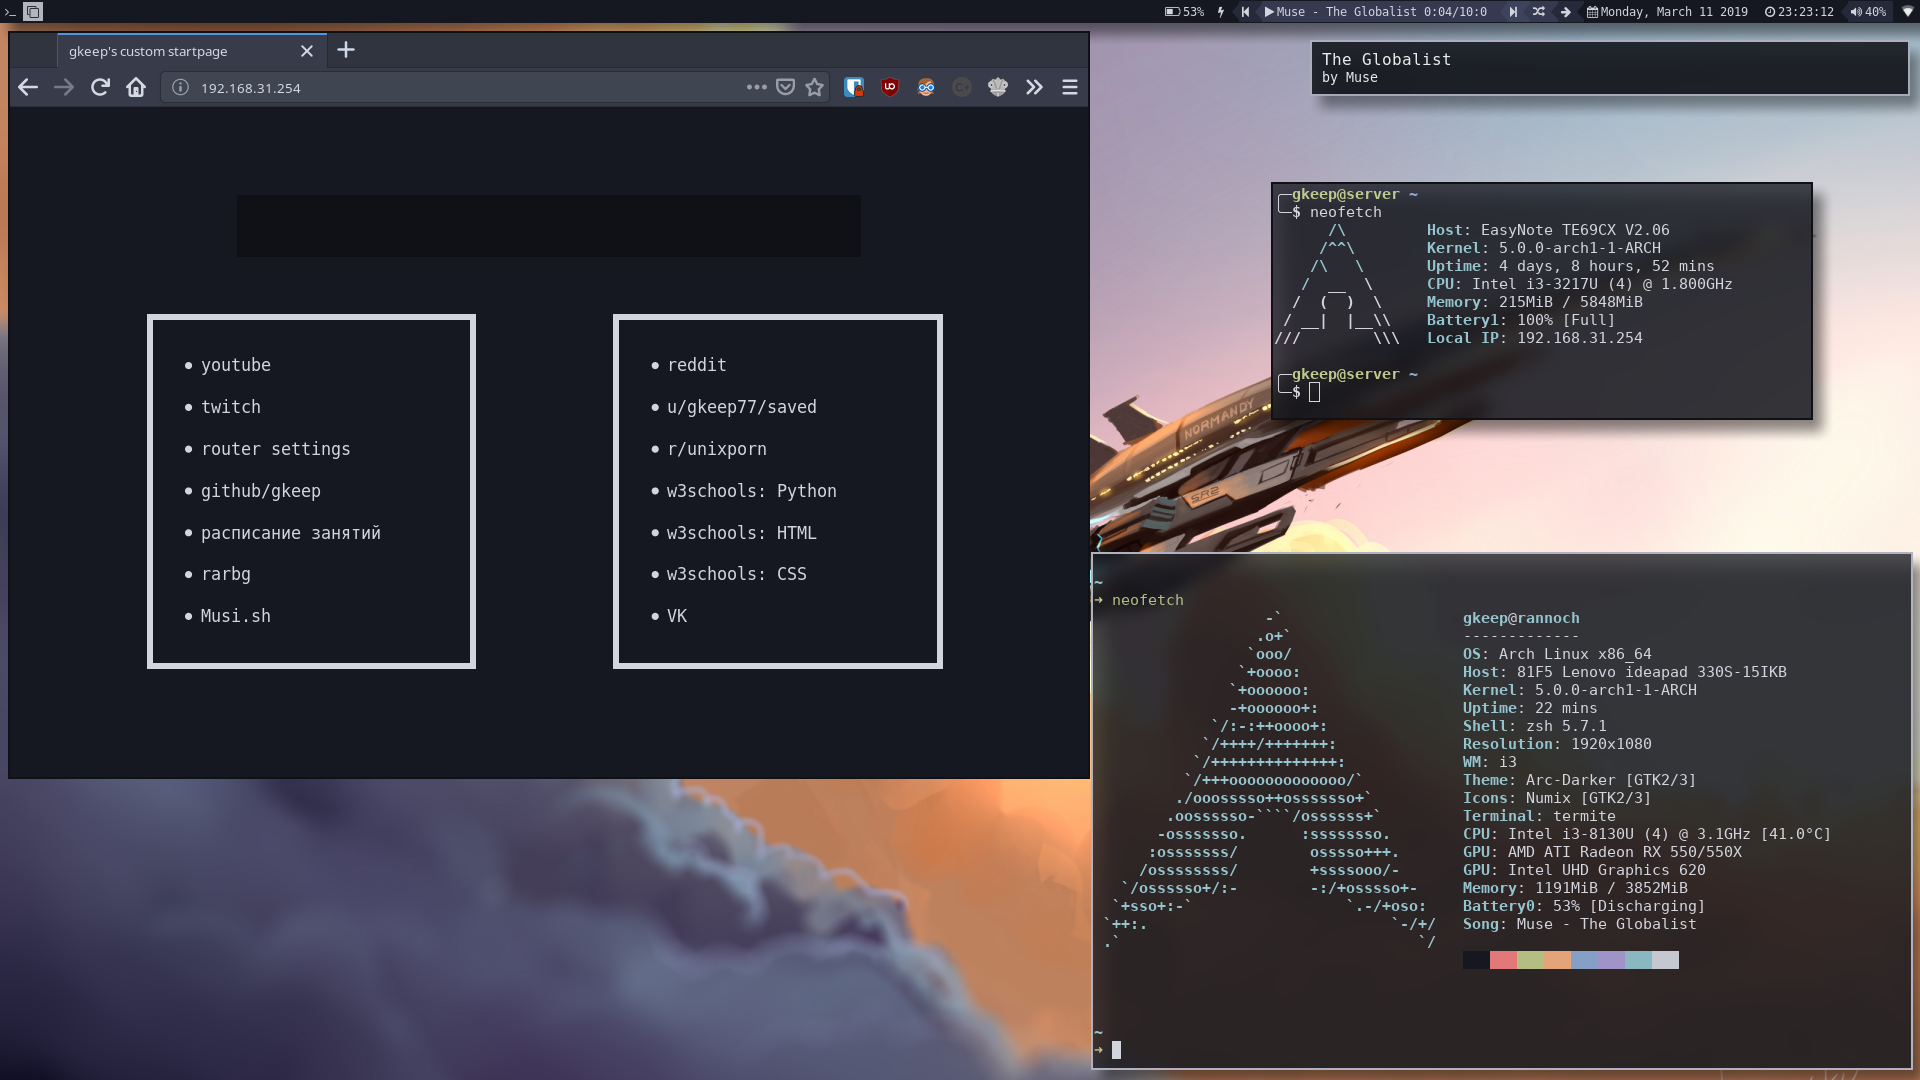 53%
Muse - The Globalist 0:04/10:0
Monday, March 11 2019
23:23:12
40%
gkeep's custom startpage
192.168.31.254
youtube
twitch
router settings
github/gkeep
расписание занятий
rarbg
Musi.sh
reddit
u/gkeep77/saved
r/unixporn
w3schools: Python
w3schools: HTML
w3schools: CSS
VK
The Globalist
by Muse
gkeep@server ~
$ neofetch
Host: EasyNote TE69CX V2.06
Kernel: 5.0.0-arch1-1-ARCH
Uptime: 4 days, 8 hours, 52 mins
CPU: Intel i3-3217U (4) @ 1.800GHz
Memory: 215MiB / 5848MiB
Battery1: 100% [Full]
Local IP: 192.168.31.254
gkeep@server ~
$
NORMANDY
SR2
~
➜ neofetch
gkeep@rannoch
-------------
OS: Arch Linux x86_64
Host: 81F5 Lenovo ideapad 330S-15IKB
Kernel: 5.0.0-arch1-1-ARCH
Uptime: 22 mins
Shell: zsh 5.7.1
Resolution: 1920x1080
WM: i3
Theme: Arc-Darker [GTK2/3]
Icons: Numix [GTK2/3]
Terminal: termite
CPU: Intel i3-8130U (4) @ 3.1GHz [41.0°C]
GPU: AMD ATI Radeon RX 550/550X
GPU: Intel UHD Graphics 620
Memory: 1191MiB / 3852MiB
Battery0: 53% [Discharging]
Song: Muse - The Globalist
~
➜